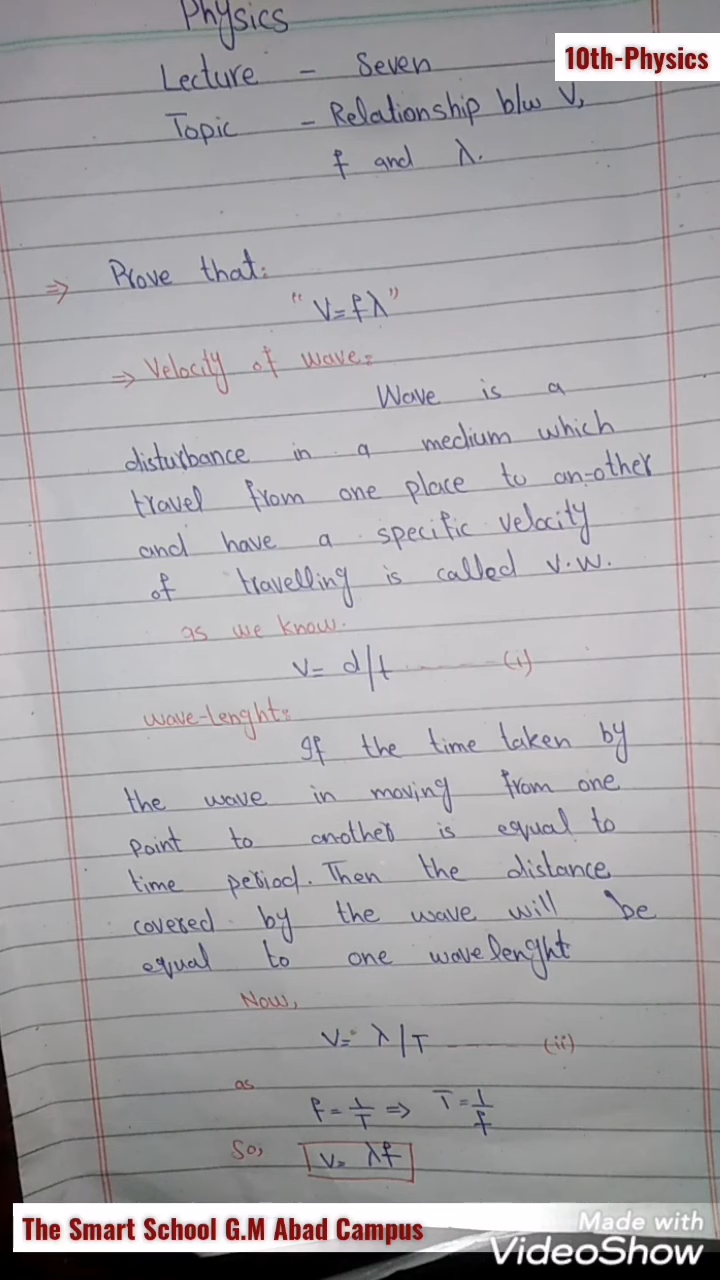 Physics
10th-Physics
Lecture - Seven
Topic - Relationship b/w V,
f and λ.
⇒ Prove that:
"V=fλ"
⇒ Velocity of wave:
Wave is a
disturbance in a medium which
travel from one place to an-other
and have a specific velocity
of travelling is called v.w.
as we know.
V= d/t ------- (i)
wave-lenght:
If the time taken by
the wave in moving from one
point to another is equal to
time period. Then the distance
covered by the wave will be
equal to one wavelenght
Now,
V= λ/T ------- (ii)
as
f = 1/T ⇒ T = 1/f
So, V= λf
The Smart School G.M Abad Campus
Made with
VideoShow